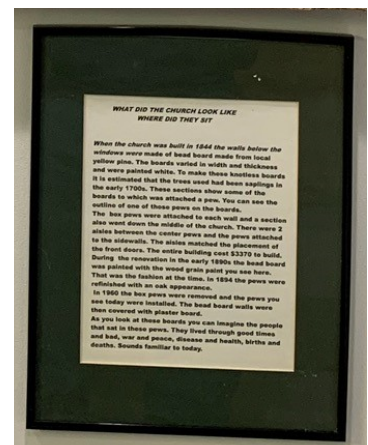 WHAT DID THE CHURCH LOOK LIKE
WHERE DID THEY SIT
When the church was built in 1844 the walls below the
windows were made of bead board made from local
yellow pine. The boards varied in width and thickness
and were painted white. To make these knotless boards
it is estimated that the trees used had been saplings in
the early 1700s. These sections show some of the
boards to which was attached a pew. You can see the
outline of one of those pews on the boards.
The box pews were attached to each wall and a section
also went down the middle of the church. There were 2
aisles between the center pews and the pews attached
to the sidewalls. The aisles matched the placement of
the front doors. The entire building cost $3370 to build.
During the renovation in the early 1890s the bead board
was painted with the wood grain paint you see here.
That was the fashion at the time. In 1894 the pews were
refinished with an oak appearance.
In 1960 the box pews were removed and the pews you
see today were installed. The bead board walls were
then covered with plaster board.
As you look at these boards you can imagine the people
that sat in these pews. They lived through good times
and bad, war and peace, disease and health, births and
deaths. Sounds familiar to today.